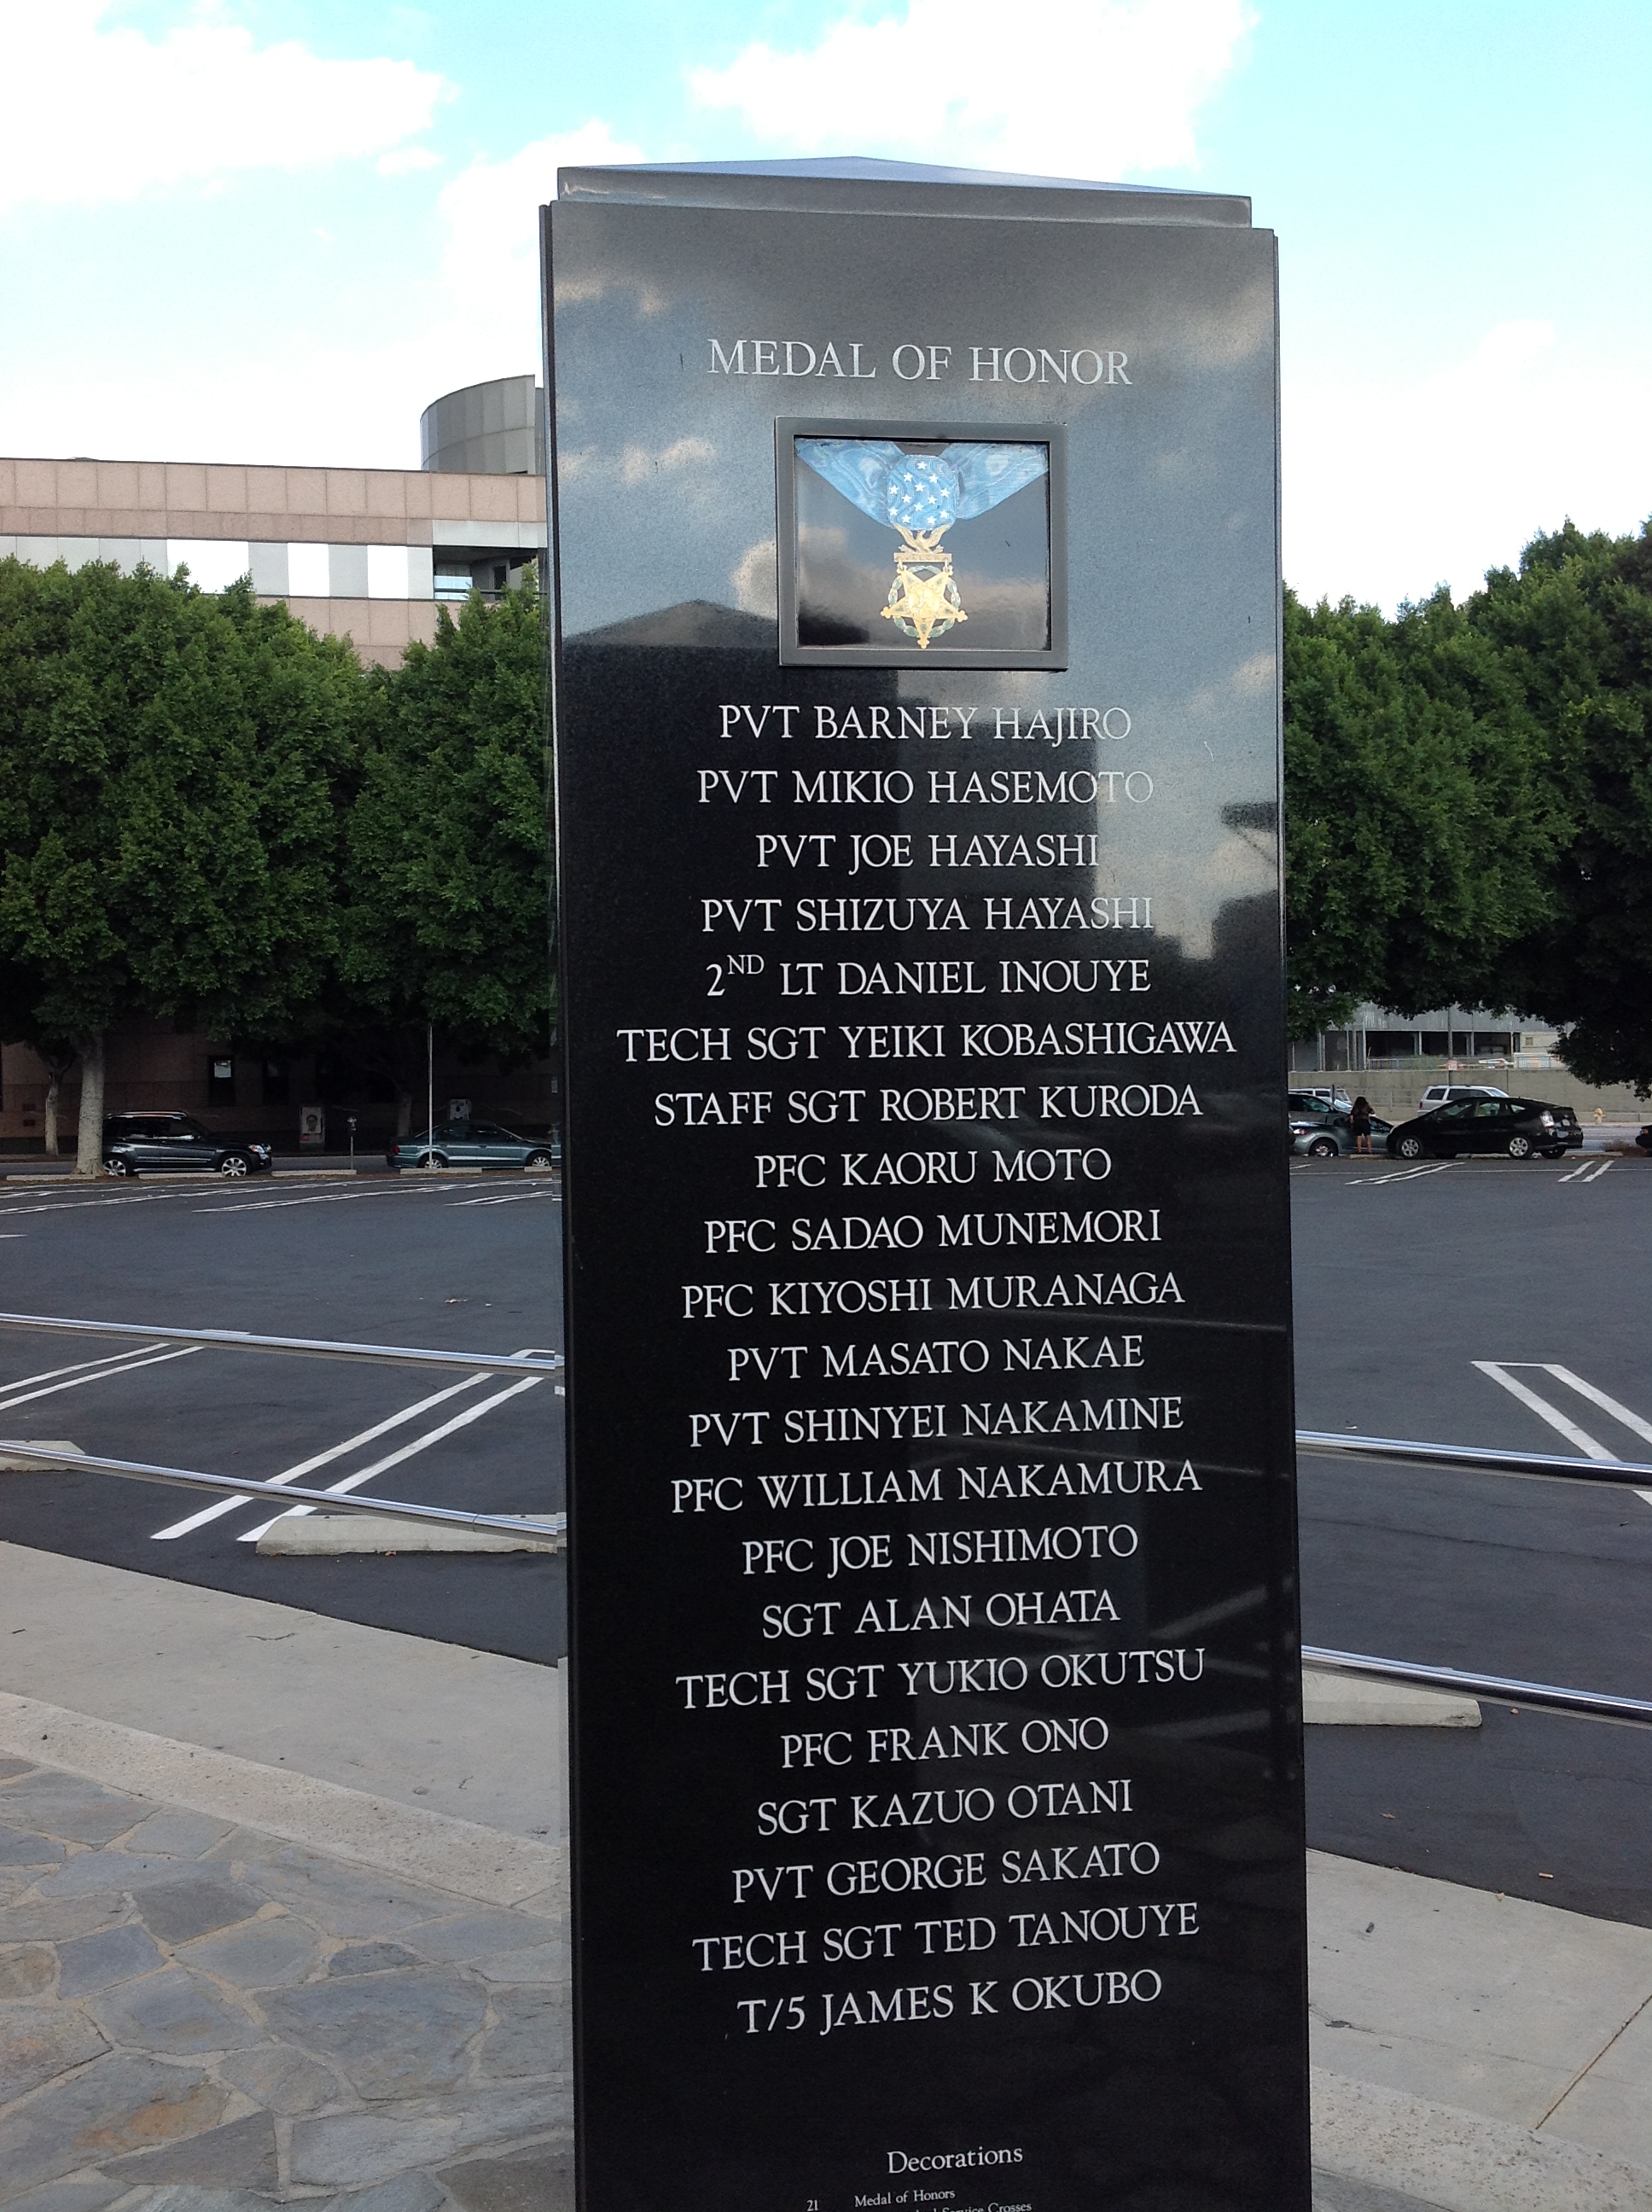 MEDAL OF HONOR
PVT BARNEY HAJIRO
PVT MIKIO HASEMOTO
PVT JOE HAYASHI
PVT SHIZUYA HAYASHI
2ND LT DANIEL INOUYE
TECH SGT YEIKI KOBASHIGAWA
STAFF SGT ROBERT KURODA
PFC KAORU MOTO
PFC SADAO MUNEMORI
PFC KIYOSHI MURANAGA
PVT MASATO NAKAE
PVT SHINYEI NAKAMINE
PFC WILLIAM NAKAMURA
PFC JOE NISHIMOTO
SGT ALAN OHATA
TECH SGT YUKIO OKUTSU
PFC FRANK ONO
SGT KAZUO OTANI
PVT GEORGE SAKATO
TECH SGT TED TANOUYE
T/5 JAMES K OKUBO
Decorations
21 Medal of Honors
Service Crosses